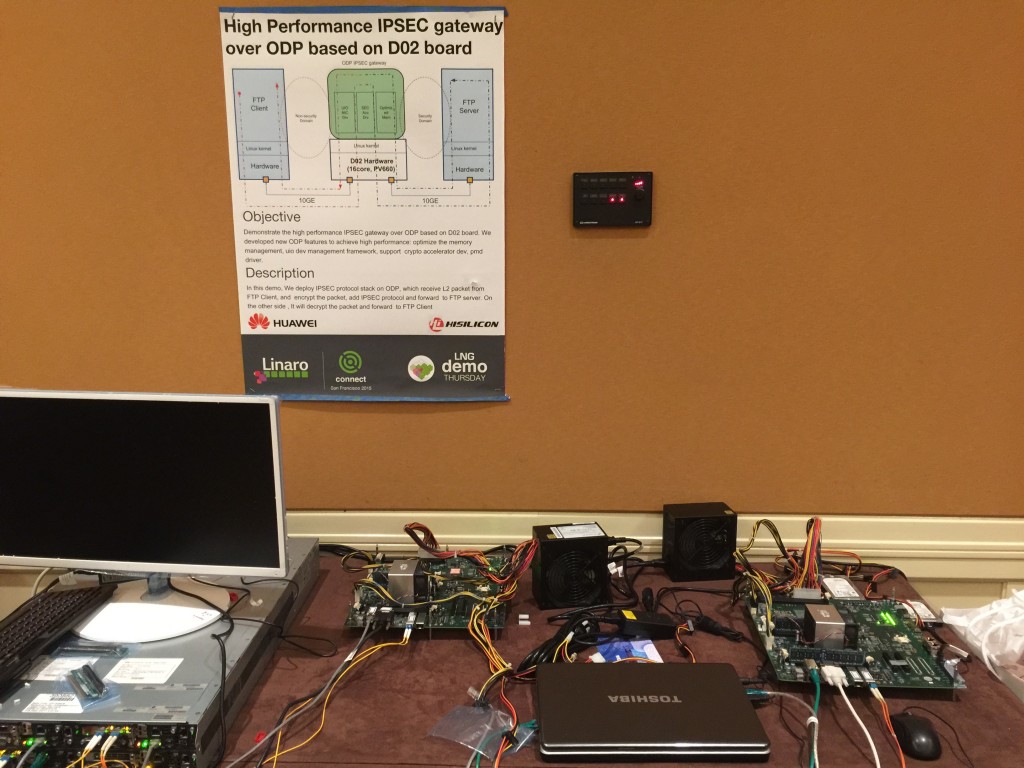 High Performance IPSEC gateway
over ODP based on D02 board
ODP IPSEC gateway
FTP
Client
FTP
Server
Non-security
Domain
Security
Domain
Linux kernel
Linux kernel
Linux kernel
Hardware
D02 Hardware
(16core, PV660)
Hardware
10GE
10GE
Objective
Demonstrate the high performance IPSEC gateway over ODP based on D02 board. We
developed new ODP features to achieve high performance: optimize the memory
management, uio dev management framework, support crypto accelerator dev, pmd
driver.
Description
In this demo, We deploy IPSEC protocol stack on ODP, which receive L2 packet from
FTP Client, and encrypt the packet, add IPSEC protocol and forward to FTP server. On
the other side , It will decrypt the packet and forward to FTP Client
HUAWEI
HISILICON
Linaro
connect
San Francisco 2015
LNG
demo
THURSDAY
TOSHIBA